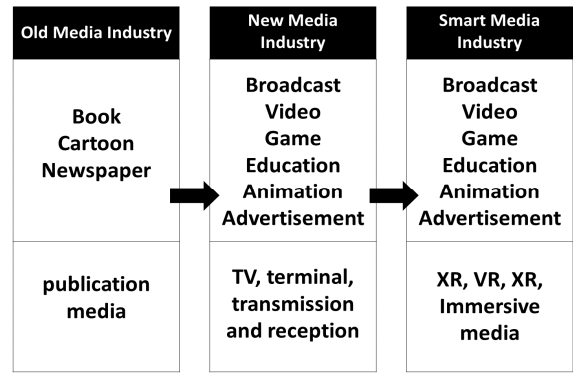 Old Media Industry
Book
Cartoon
Newspaper
publication
media
New Media
Industry
Broadcast
Video
Game
Education
Animation
Advertisement
TV, terminal,
transmission
and reception
Smart Media
Industry
Broadcast
Video
Game
Education
Animation
Advertisement
XR, VR, XR,
Immersive
media